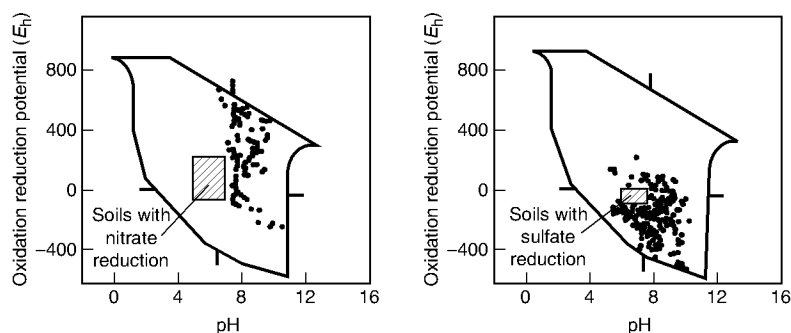 Oxidation reduction potential (Eh)
800
400
0
−400
0
4
8
12
16
pH
Soils with
nitrate
reduction
Oxidation reduction potential (Eh)
800
400
0
−400
0
4
8
12
16
pH
Soils with
sulfate
reduction